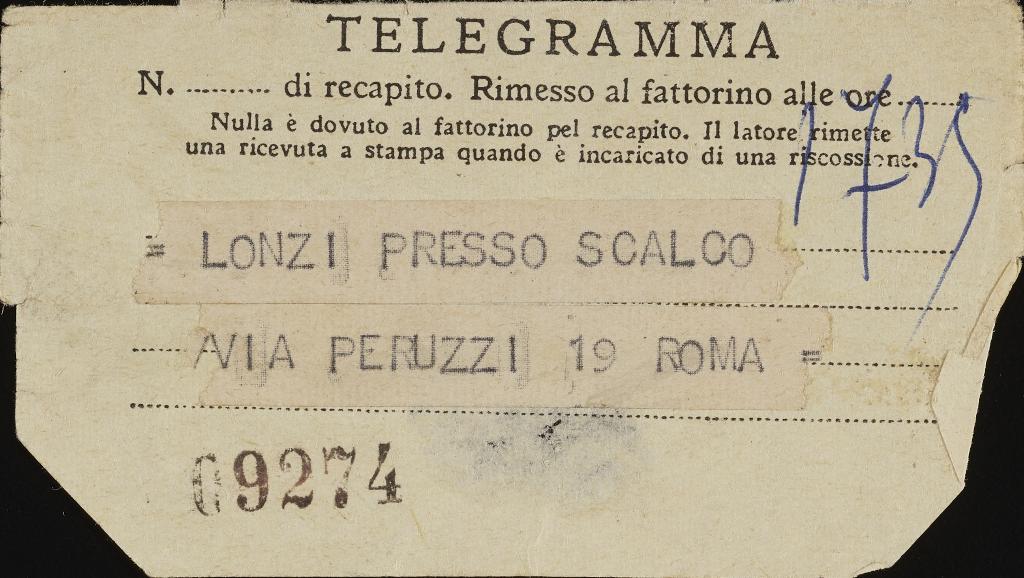 TELEGRAMMA
N. .......... di recapito. Rimesso al fattorino alle ore........
1735
Nulla è dovuto al fattorino pel recapito. Il latore rimette
una ricevuta a stampa quando è incaricato di una riscossione.
= LONZI PRESSO SCALCO
VIA PERUZZI 19 ROMA =
09274